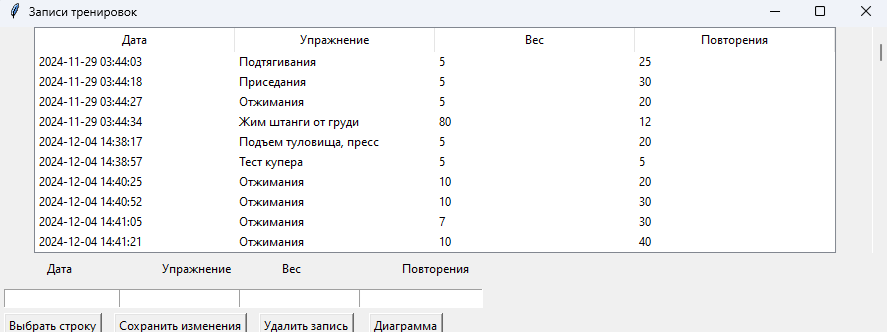 Записи тренировок
Дата Упражнение Вес Повторения
2024-11-29 03:44:03 Подтягивания 5 25
2024-11-29 03:44:18 Приседания 5 30
2024-11-29 03:44:27 Отжимания 5 20
2024-11-29 03:44:34 Жим штанги от груди 80 12
2024-12-04 14:38:17 Подъем туловища, пресс 5 20
2024-12-04 14:38:57 Тест купера 5 5
2024-12-04 14:40:25 Отжимания 10 20
2024-12-04 14:40:52 Отжимания 10 30
2024-12-04 14:41:05 Отжимания 7 30
2024-12-04 14:41:21 Отжимания 10 40
Дата Упражнение Вес Повторения
Выбрать строку Сохранить изменения Удалить запись Диаграмма